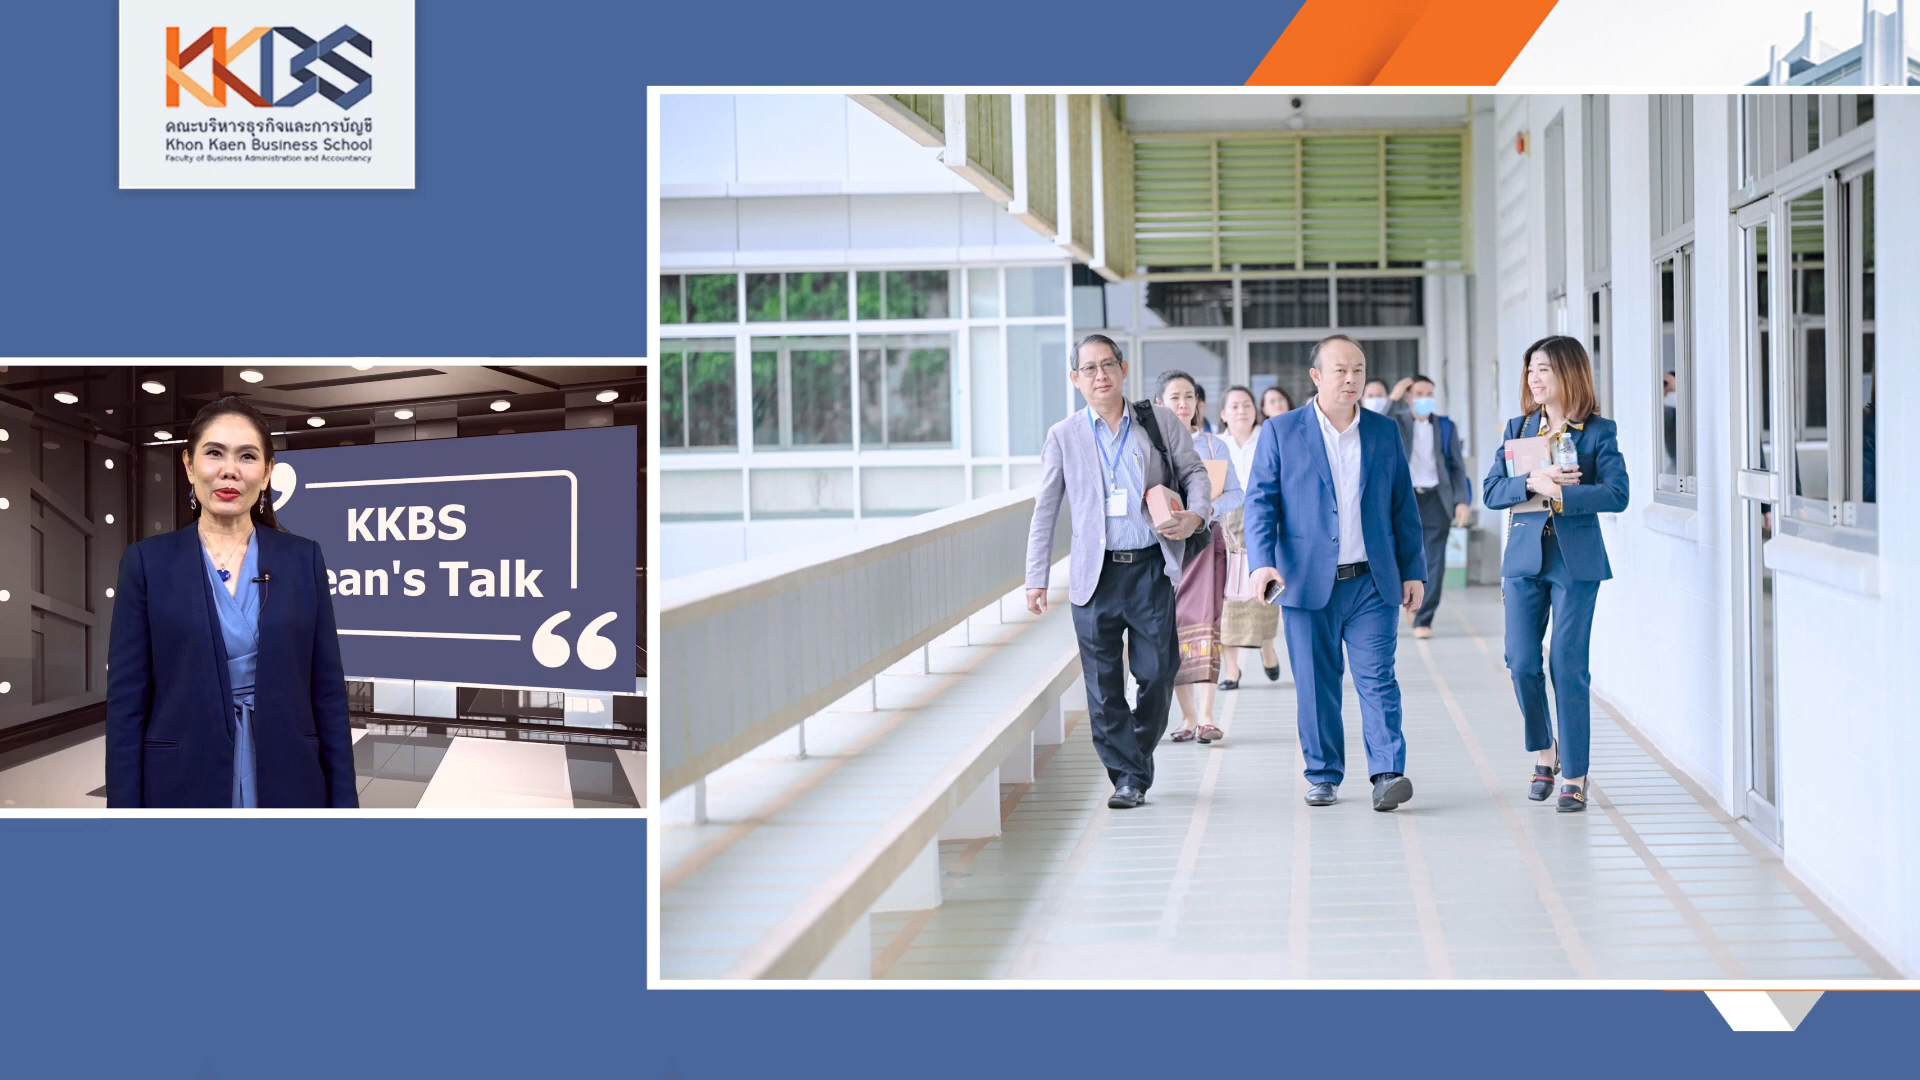 KKBS
คณะบริหารธุรกิจและการบัญชี
Khon Kaen Business School
Faculty of Business Administration and Accountancy
KKBS
ean's Talk